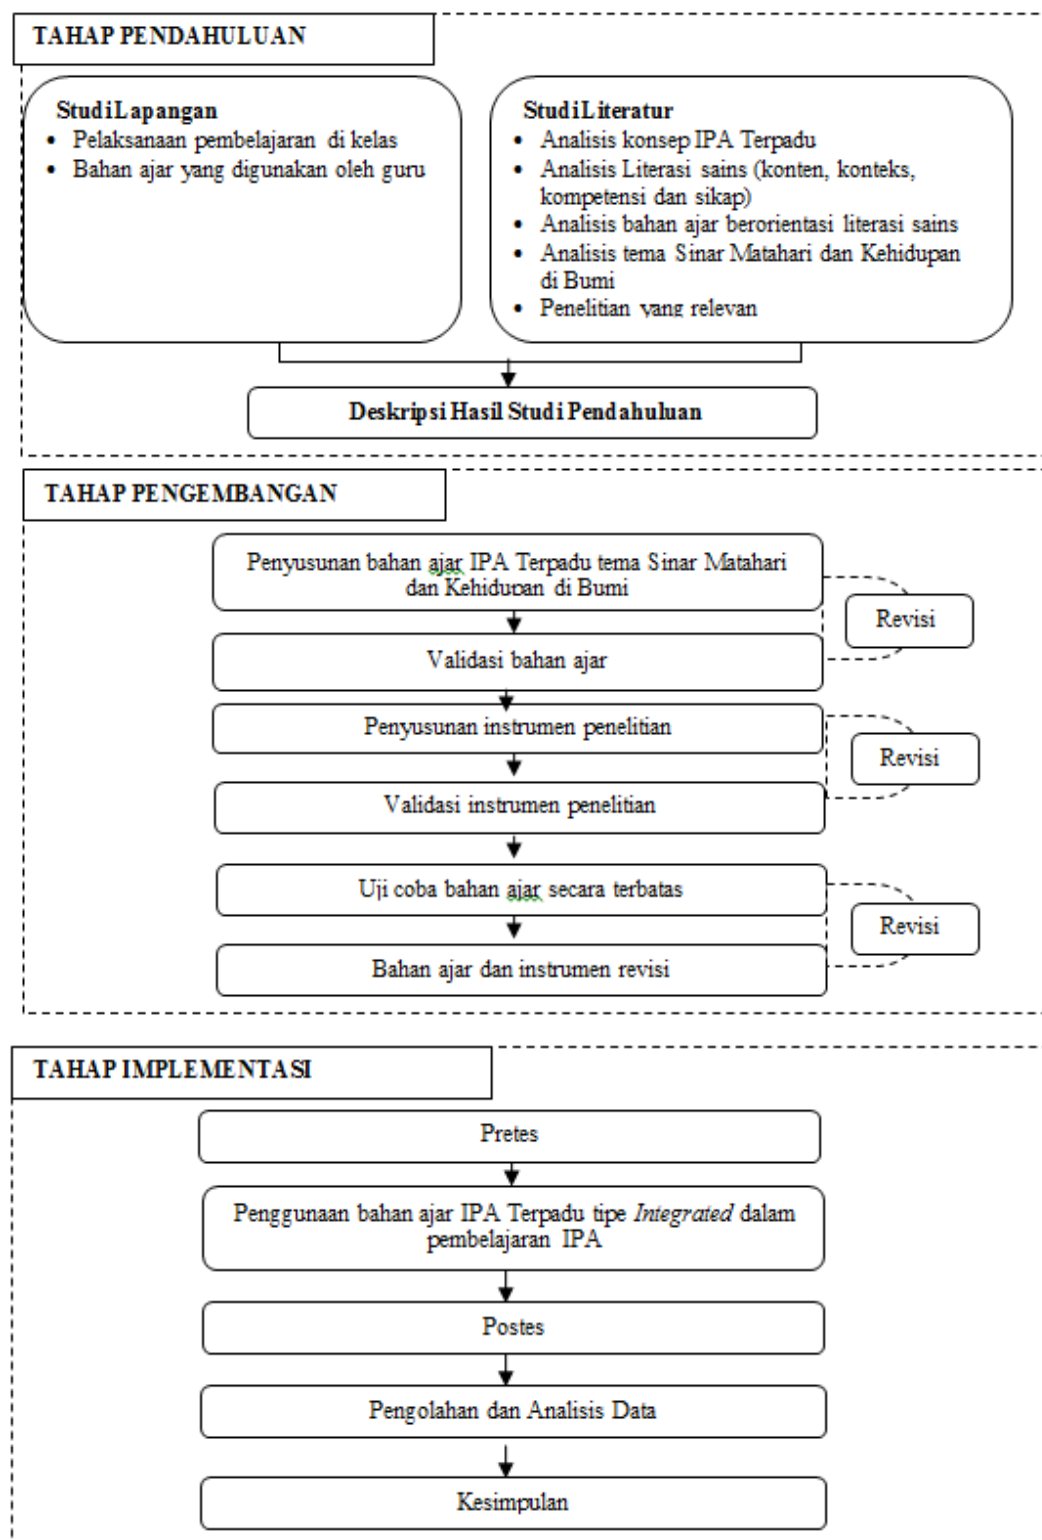 TAHAP PENDAHULUAN
Studi Lapangan
• Pelaksanaan pembelajaran di kelas
• Bahan ajar yang digunakan oleh guru
Studi Literatur
• Analisis konsep IPA Terpadu
• Analisis Literasi sains (konten, konteks,
kompetensi dan sikap)
• Analisis bahan ajar berorientasi literasi sains
• Analisis tema Sinar Matahari dan Kehidupan
di Bumi
• Penelitian yang relevan
Deskripsi Hasil Studi Pendahuluan
TAHAP PENGEMBANGAN
Penyusunan bahan ajar IPA Terpadu tema Sinar Matahari
dan Kehidupan di Bumi
Revisi
Validasi bahan ajar
Penyusunan instrumen penelitian
Revisi
Validasi instrumen penelitian
Uji coba bahan ajar secara terbatas
Revisi
Bahan ajar dan instrumen revisi
TAHAP IMPLEMENTASI
Pretes
Penggunaan bahan ajar IPA Terpadu tipe Integrated dalam
pembelajaran IPA
Postes
Pengolahan dan Analisis Data
Kesimpulan